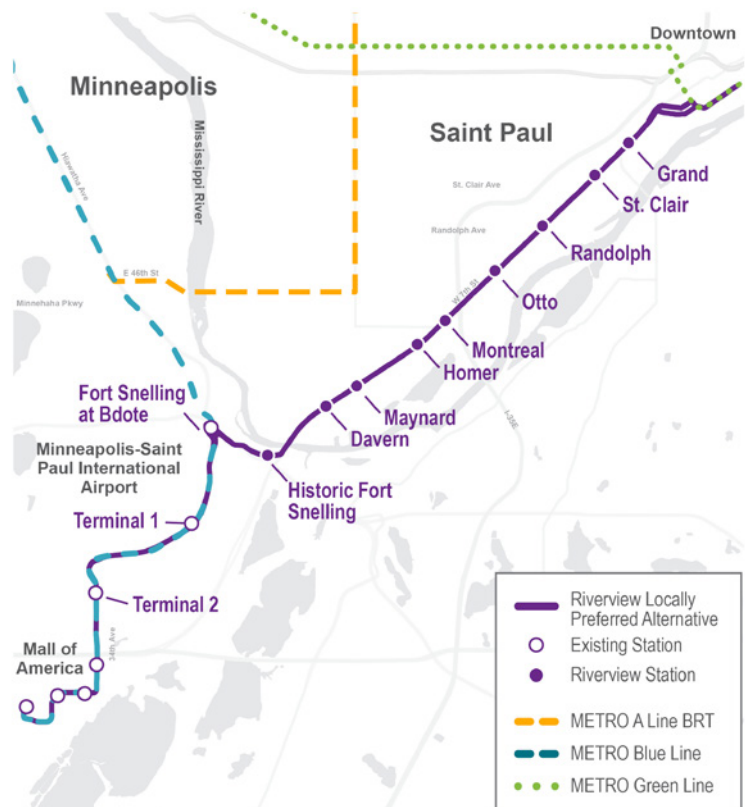 Downtown
Minneapolis
Saint Paul
Mississippi River
Hiawatha Ave
Grand
St. Clair Ave
St. Clair
Randolph Ave
Randolph
E 46th St
Otto
W 7th St
Minnehaha Pkwy
Montreal
Homer
Fort Snelling
at Bdote
Maynard
I-35E
Davern
Minneapolis-Saint
Paul International
Airport
Historic Fort
Snelling
Terminal 1
Terminal 2
34th Ave
Mall of
America
Riverview Locally
Preferred Alternative
Existing Station
Riverview Station
METRO A Line BRT
METRO Blue Line
METRO Green Line